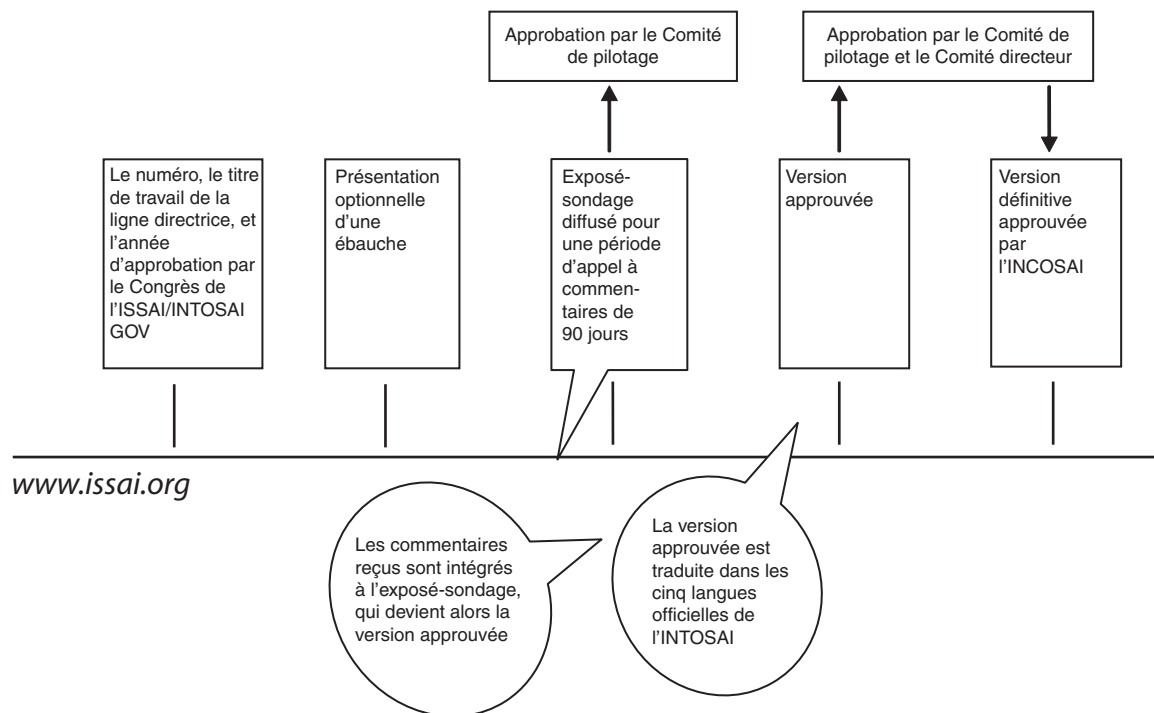 Approbation par le Comité
de pilotage
Approbation par le Comité de
pilotage et le Comité directeur
Le numéro, le titre
de travail de la
ligne directrice, et
l'année
d'approbation par
le Congrès de
l'ISSAI/INTOSAI
GOV
Présentation
optionnelle
d'une
ébauche
Exposé-
sondage
diffusé pour
une période
d'appel à
commen-
taires de
90 jours
Version
approuvée
Version
définitive
approuvée
par
l'INCOSAI
www.issai.org
Les commentaires
reçus sont intégrés
à l'exposé-sondage,
qui devient alors la
version approuvée
La version
approuvée est
traduite dans les
cinq langues
officielles de
l'INTOSAI